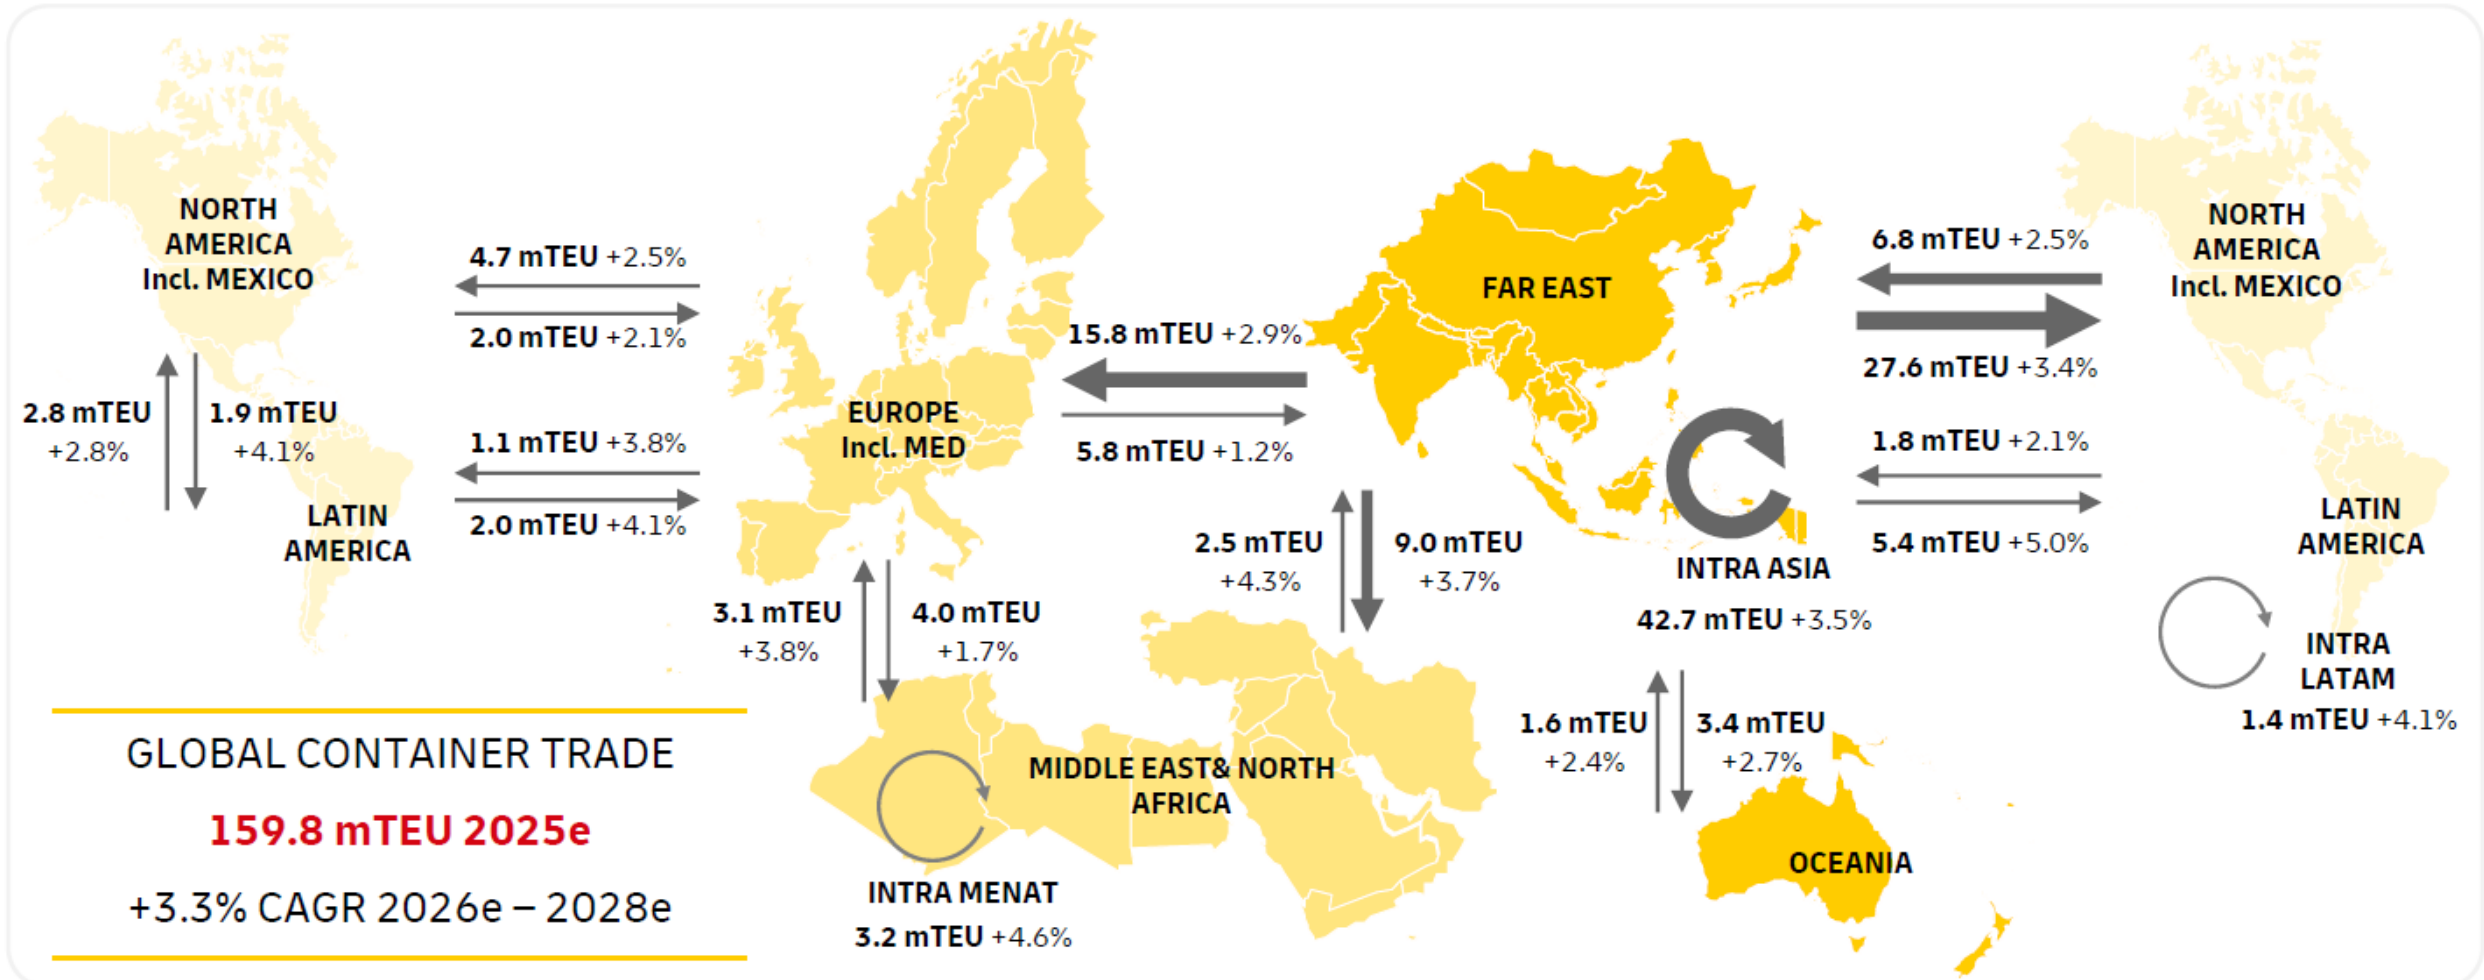 NORTH
AMERICA
Incl. MEXICO
4.7 mTEU +2.5%
2.0 mTEU +2.1%
2.8 mTEU
+2.8%
1.9 mTEU
+4.1%
1.1 mTEU +3.8%
2.0 mTEU +4.1%
LATIN
AMERICA
EUROPE
Incl. MED
15.8 mTEU +2.9%
5.8 mTEU +1.2%
3.1 mTEU
+3.8%
4.0 mTEU
+1.7%
2.5 mTEU
+4.3%
9.0 mTEU
+3.7%
FAR EAST
INTRA ASIA
42.7 mTEU +3.5%
6.8 mTEU +2.5%
27.6 mTEU +3.4%
1.8 mTEU +2.1%
5.4 mTEU +5.0%
NORTH
AMERICA
Incl. MEXICO
LATIN
AMERICA
INTRA
LATAM
1.4 mTEU +4.1%
1.6 mTEU
+2.4%
3.4 mTEU
+2.7%
OCEANIA
MIDDLE EAST& NORTH
AFRICA
INTRA MENAT
3.2 mTEU +4.6%
GLOBAL CONTAINER TRADE
159.8 mTEU 2025e
+3.3% CAGR 2026e – 2028e